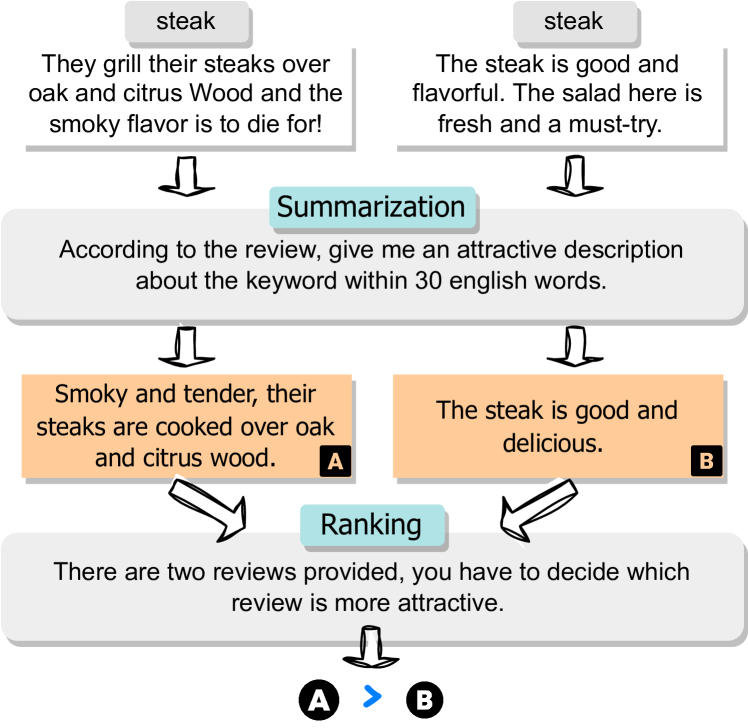 steak
They grill their steaks over
oak and citrus Wood and the
smoky flavor is to die for!
steak
The steak is good and
flavorful. The salad here is
fresh and a must-try.
Summarization
According to the review, give me an attractive description
about the keyword within 30 english words.
Smoky and tender, their
steaks are cooked over oak
and citrus wood.
A
The steak is good and
delicious.
B
Ranking
There are two reviews provided, you have to decide which
review is more attractive.
A > B